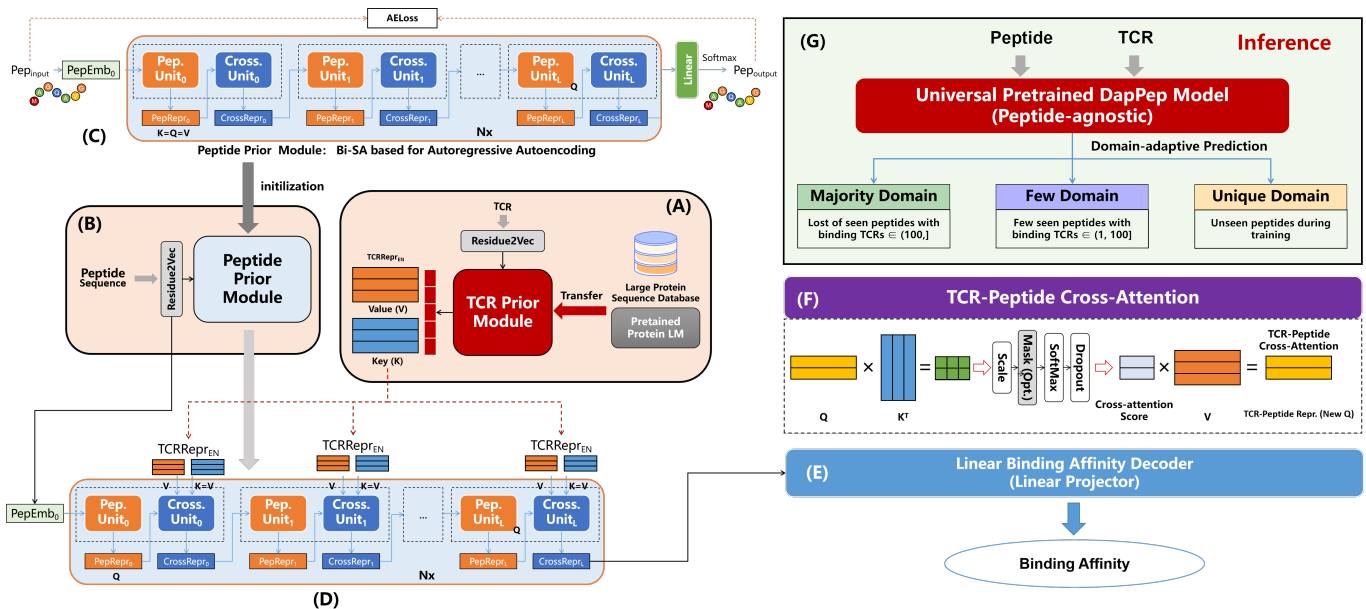 AELoss
Pepinput
PepEmb0
M
A
S
Q
A
S
G
Pep.
Unit0
Cross.
Unit0
Pep.
Unit1
Cross.
Unit1
...
Pep.
UnitL
Q
Cross.
UnitL
Linear
Softmax
Pepoutput
PepRepr0
CrossRepr0
PepRepr1
CrossRepr1
PepReprL
CrossReprL
K=Q=V
Nx
(C)
Peptide Prior Module: Bi-SA based for Autoregressive Autoencoding
initilization
(B)
Peptide
Sequence
Residue2Vec
Peptide
Prior
Module
(A)
TCR
Residue2Vec
TCRReprEN
Value (V)
Key (K)
TCR Prior
Module
Transfer
Large Protein
Sequence Database
Pretained
Protein LM
TCRReprEN
TCRReprEN
TCRReprEN
V
K=V
V
K=V
V
K=V
PepEmb0
Pep.
Unit0
Cross.
Unit0
Pep.
Unit1
Cross.
Unit1
...
Pep.
UnitL
Q
Cross.
UnitL
PepRepr0
CrossRepr0
PepRepr1
CrossRepr1
PepReprL
CrossReprL
Q
Nx
(D)
(G)
Peptide
TCR
Inference
Universal Pretrained DapPep Model
(Peptide-agnostic)
Domain-adaptive Prediction
Majority Domain
Lost of seen peptides with
binding TCRs ∈ (100,]
Few Domain
Few seen peptides with
binding TCRs ∈ (1, 100]
Unique Domain
Unseen peptides during
training
(F)
TCR-Peptide Cross-Attention
Q
×
K^T
=
Scale
Mask (Opt.)
SoftMax
Dropout
Cross-attention
Score
×
V
=
TCR-Peptide
Cross-Attention
TCR-Peptide Repr. (New Q)
(E)
Linear Binding Affinity Decoder
(Linear Projector)
Binding Affinity